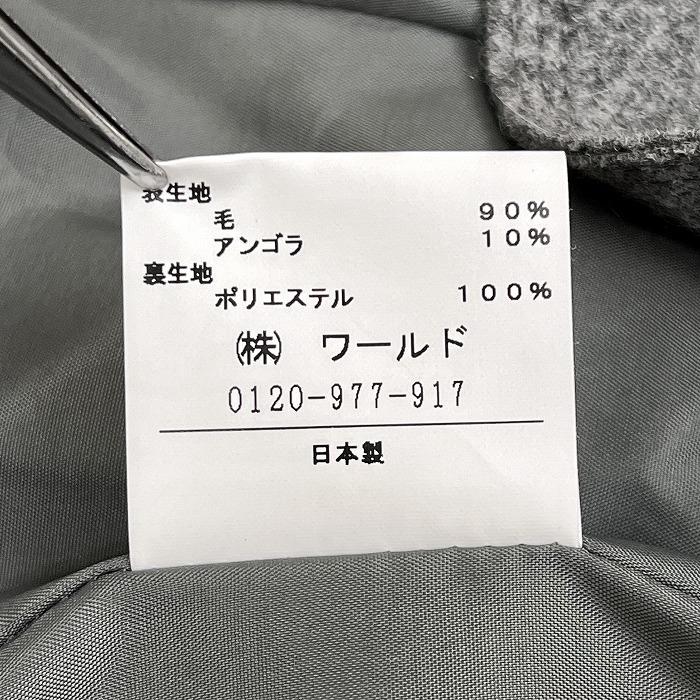 表生地
毛 90%
アンゴラ 10%
裏生地
ポリエステル 100%
㈱ ワールド
0120-977-917
日本製